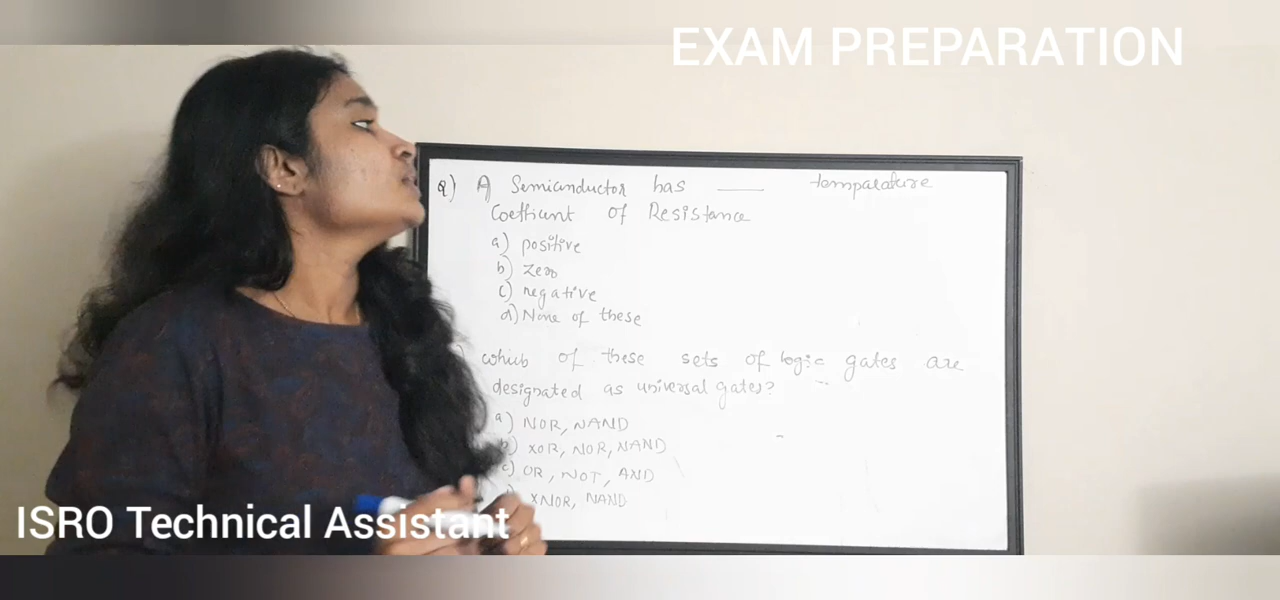 EXAM PREPARATION
Q) A Semiconductor has ___ temparature
Coefficient of Resistance
a) positive
b) zero
c) negative
d) None of these
which of these sets of logic gates are
designated as universal gates?
a) NOR, NAND
b) XOR, NOR, NAND
c) OR, NOT, AND
) XNOR, NAND
ISRO Technical Assistant